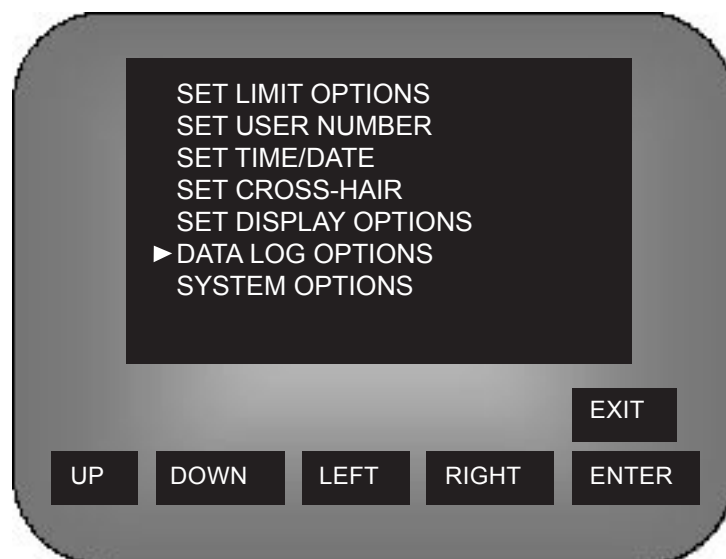 SET LIMIT OPTIONS
SET USER NUMBER
SET TIME/DATE
SET CROSS-HAIR
SET DISPLAY OPTIONS
►DATA LOG OPTIONS
SYSTEM OPTIONS
EXIT
UP DOWN LEFT RIGHT ENTER